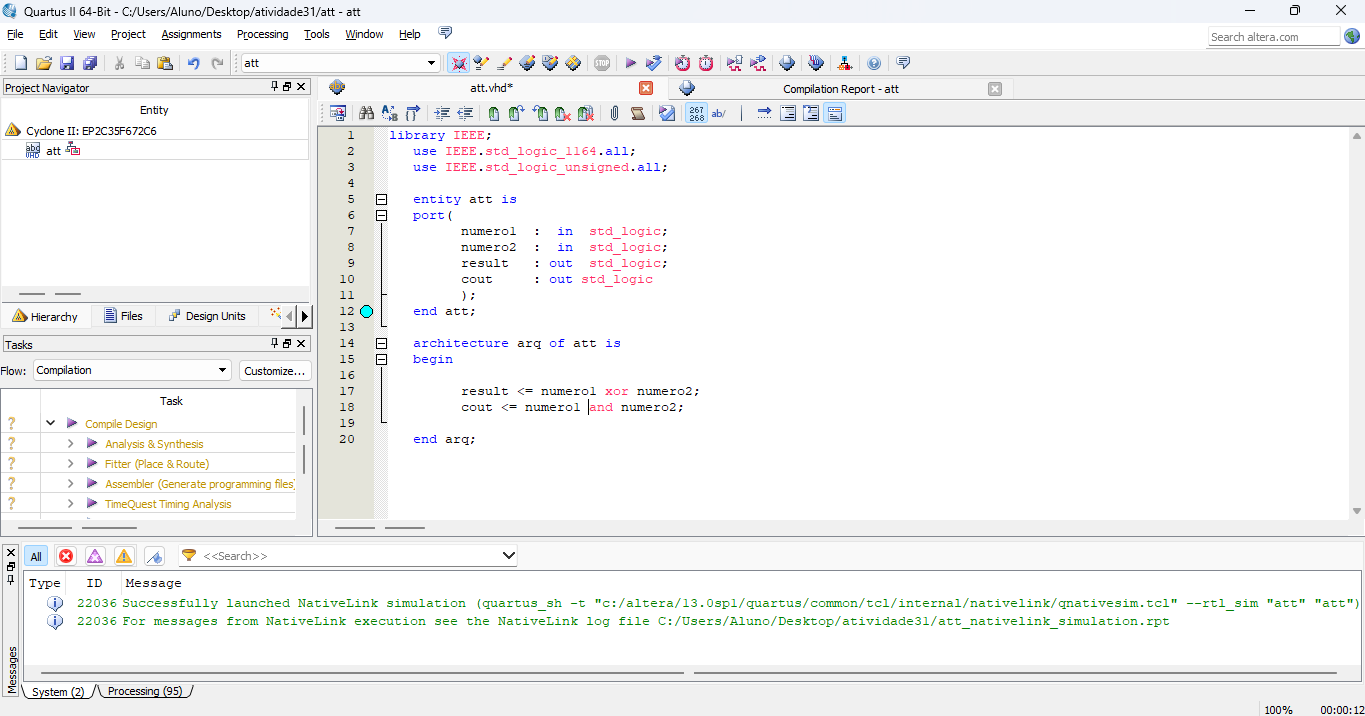 Quartus II 64-Bit - C:/Users/Aluno/Desktop/atividade31/att - att
File Edit View Project Assignments Processing Tools Window Help
Search altera.com
att
STOP
Project Navigator
Entity
Cyclone II: EP2C35F672C6
abd
VHD
att
Hierarchy Files Design Units
Tasks
Flow: Compilation Customize...
Task
Compile Design
Analysis & Synthesis
Fitter (Place & Route)
Assembler (Generate programming files)
TimeQuest Timing Analysis
att.vhd* Compilation Report - att
267
268
ab/
1 library IEEE;
2 use IEEE.std_logic_1164.all;
3 use IEEE.std_logic_unsigned.all;
4
5 entity att is
6 port(
7 numero1 : in std_logic;
8 numero2 : in std_logic;
9 result : out std_logic;
10 cout : out std_logic
11 );
12 end att;
13
14 architecture arq of att is
15 begin
16
17 result <= numero1 xor numero2;
18 cout <= numero1 and numero2;
19
20 end arq;
All <<Search>>
Type ID Message
22036 Successfully launched NativeLink simulation (quartus_sh -t "c:/altera/13.0sp1/quartus/common/tcl/internal/nativelink/qnativesim.tcl" --rtl_sim "att" "att")
22036 For messages from NativeLink execution see the NativeLink log file C:/Users/Aluno/Desktop/atividade31/att_nativelink_simulation.rpt
Messages
System (2) Processing (95)
100% 00:00:12